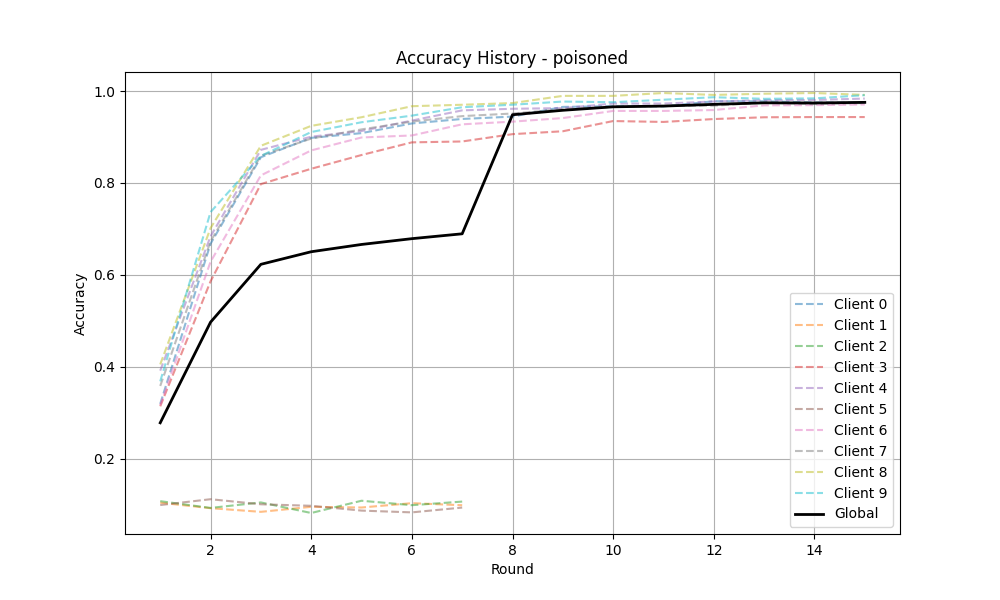 Accuracy History - poisoned
1.0
0.8
0.6
0.4
0.2
Accuracy
2
4
6
8
10
12
14
Round
Client 0
Client 1
Client 2
Client 3
Client 4
Client 5
Client 6
Client 7
Client 8
Client 9
Global